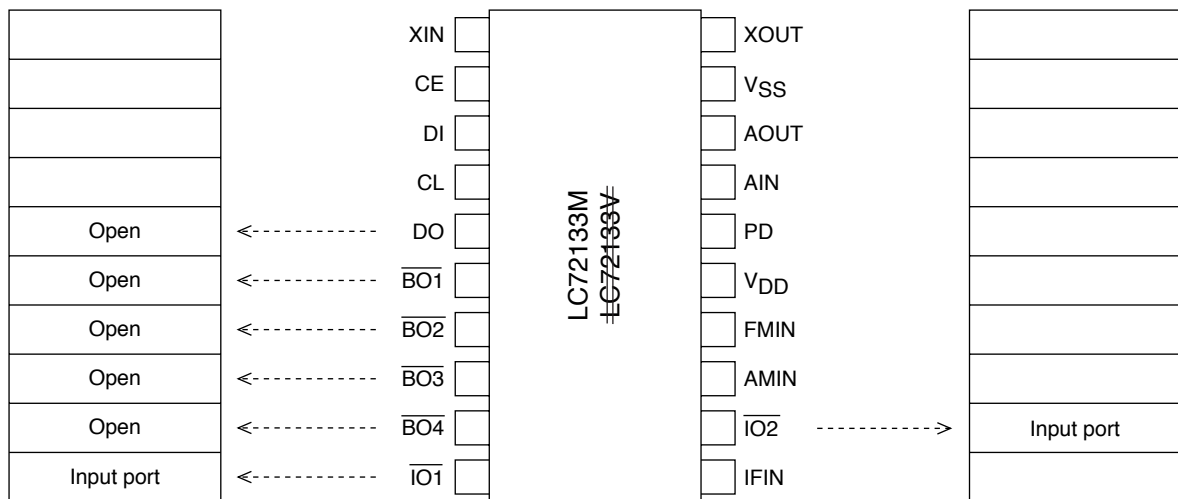 XIN
XOUT
CE
VSS
DI
AOUT
CL
AIN
Open
DO
PD
Open
BO1
VDD
Open
BO2
FMIN
Open
BO3
AMIN
Open
BO4
IO2
Input port
Input port
IO1
IFIN
LC72133M
LC72133V